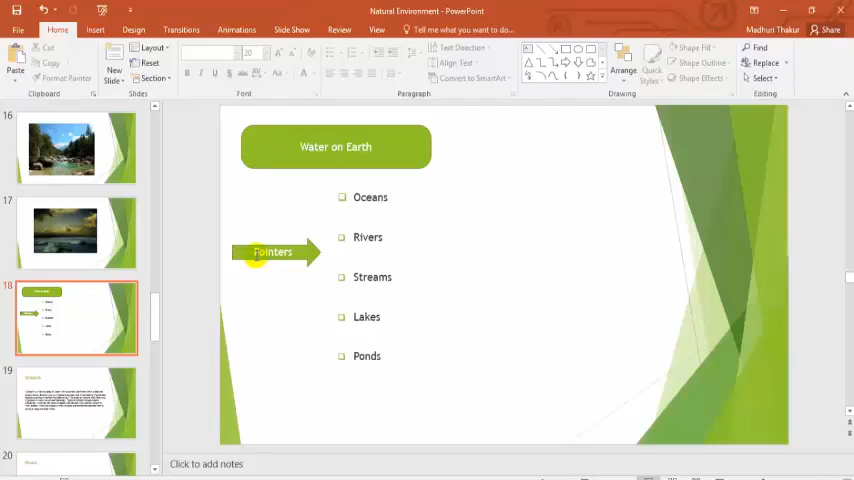 Natural Environment - PowerPoint
File Home Insert Design Transitions Animations Slide Show Review View Tell me what you want to do... Madhuri Thakur Share
Paste
Cut
Copy
Format Painter
Clipboard
New Slide
Layout
Reset
Section
Slides
20
B I U S abc AV Aa A
Font
Text Direction
Align Text
Convert to SmartArt
Paragraph
Arrange
Quick Styles
Shape Fill
Shape Outline
Shape Effects
Drawing
Find
Replace
Select
Editing
16
17
18
19
20
Water on Earth
Oceans
Rivers
Pointers
Streams
Lakes
Ponds
Click to add notes